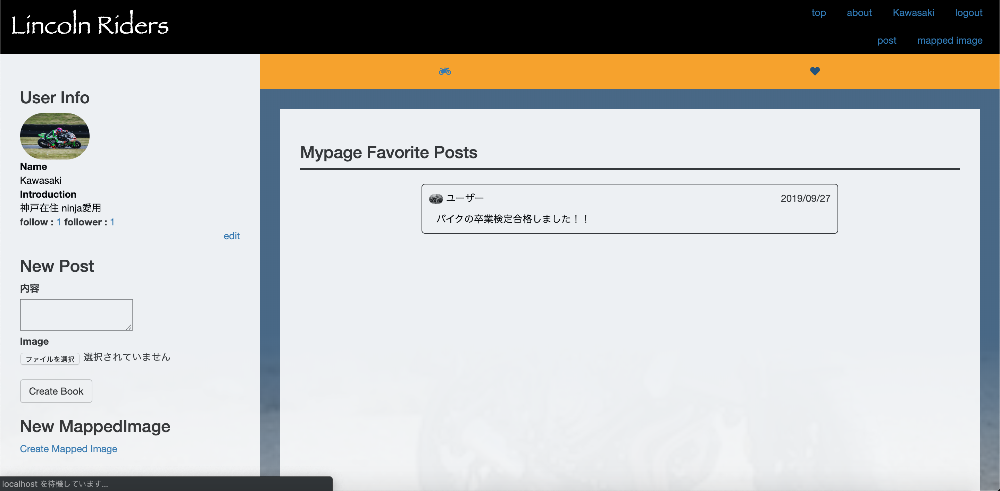 Lincoln Riders
top about Kawasaki logout
post mapped image
User Info
Name
Kawasaki
Introduction
神戸在住 ninja愛用
follow : 1 follower : 1
edit
New Post
内容
Image
ファイルを選択 選択されていません
Create Book
New MappedImage
Create Mapped Image
Mypage Favorite Posts
ユーザー 2019/09/27
バイクの卒業検定合格しました！！
localhost を待機しています...